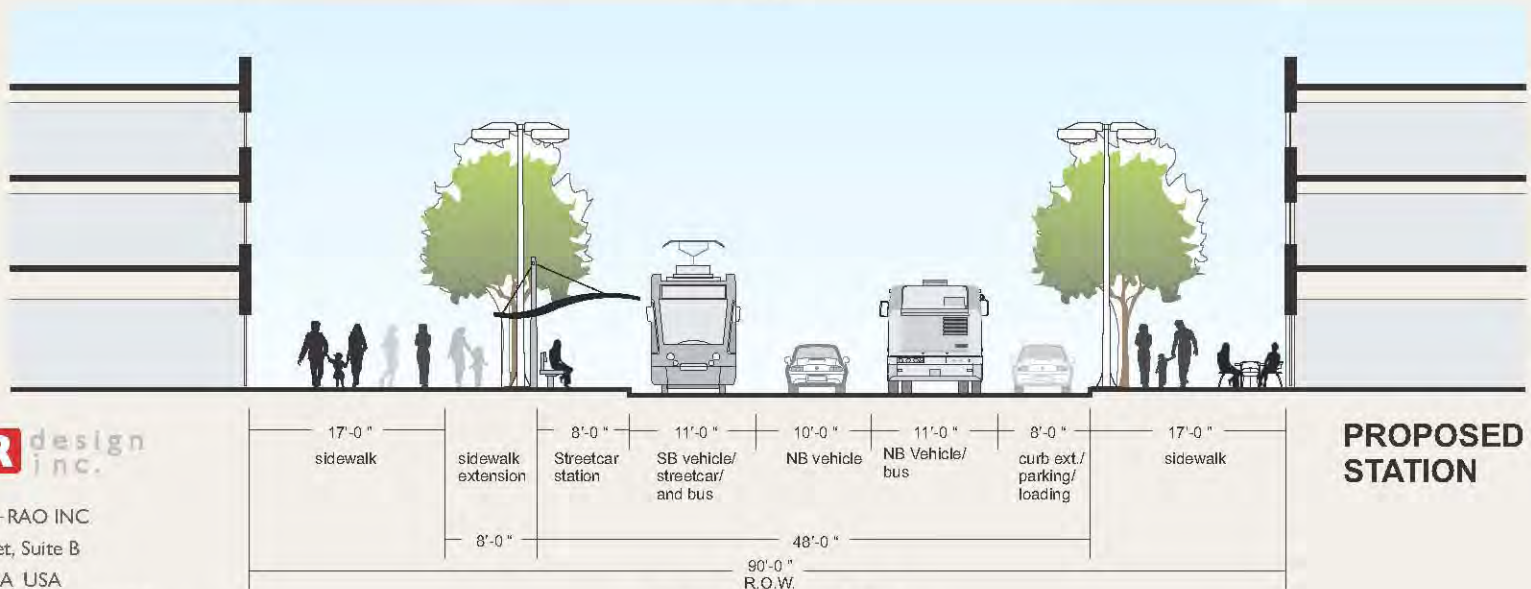 R design
inc.
-RAO INC
et, Suite B
A USA
17'-0 "
sidewalk
sidewalk
extension
8'-0 "
Streetcar
station
11'-0 "
SB vehicle/
streetcar/
and bus
10'-0 "
NB vehicle
11'-0 "
NB Vehicle/
bus
8'-0 "
curb ext./
parking/
loading
17'-0 "
sidewalk
8'-0 "
48'-0 "
90'-0 "
R.O.W.
PROPOSED
STATION